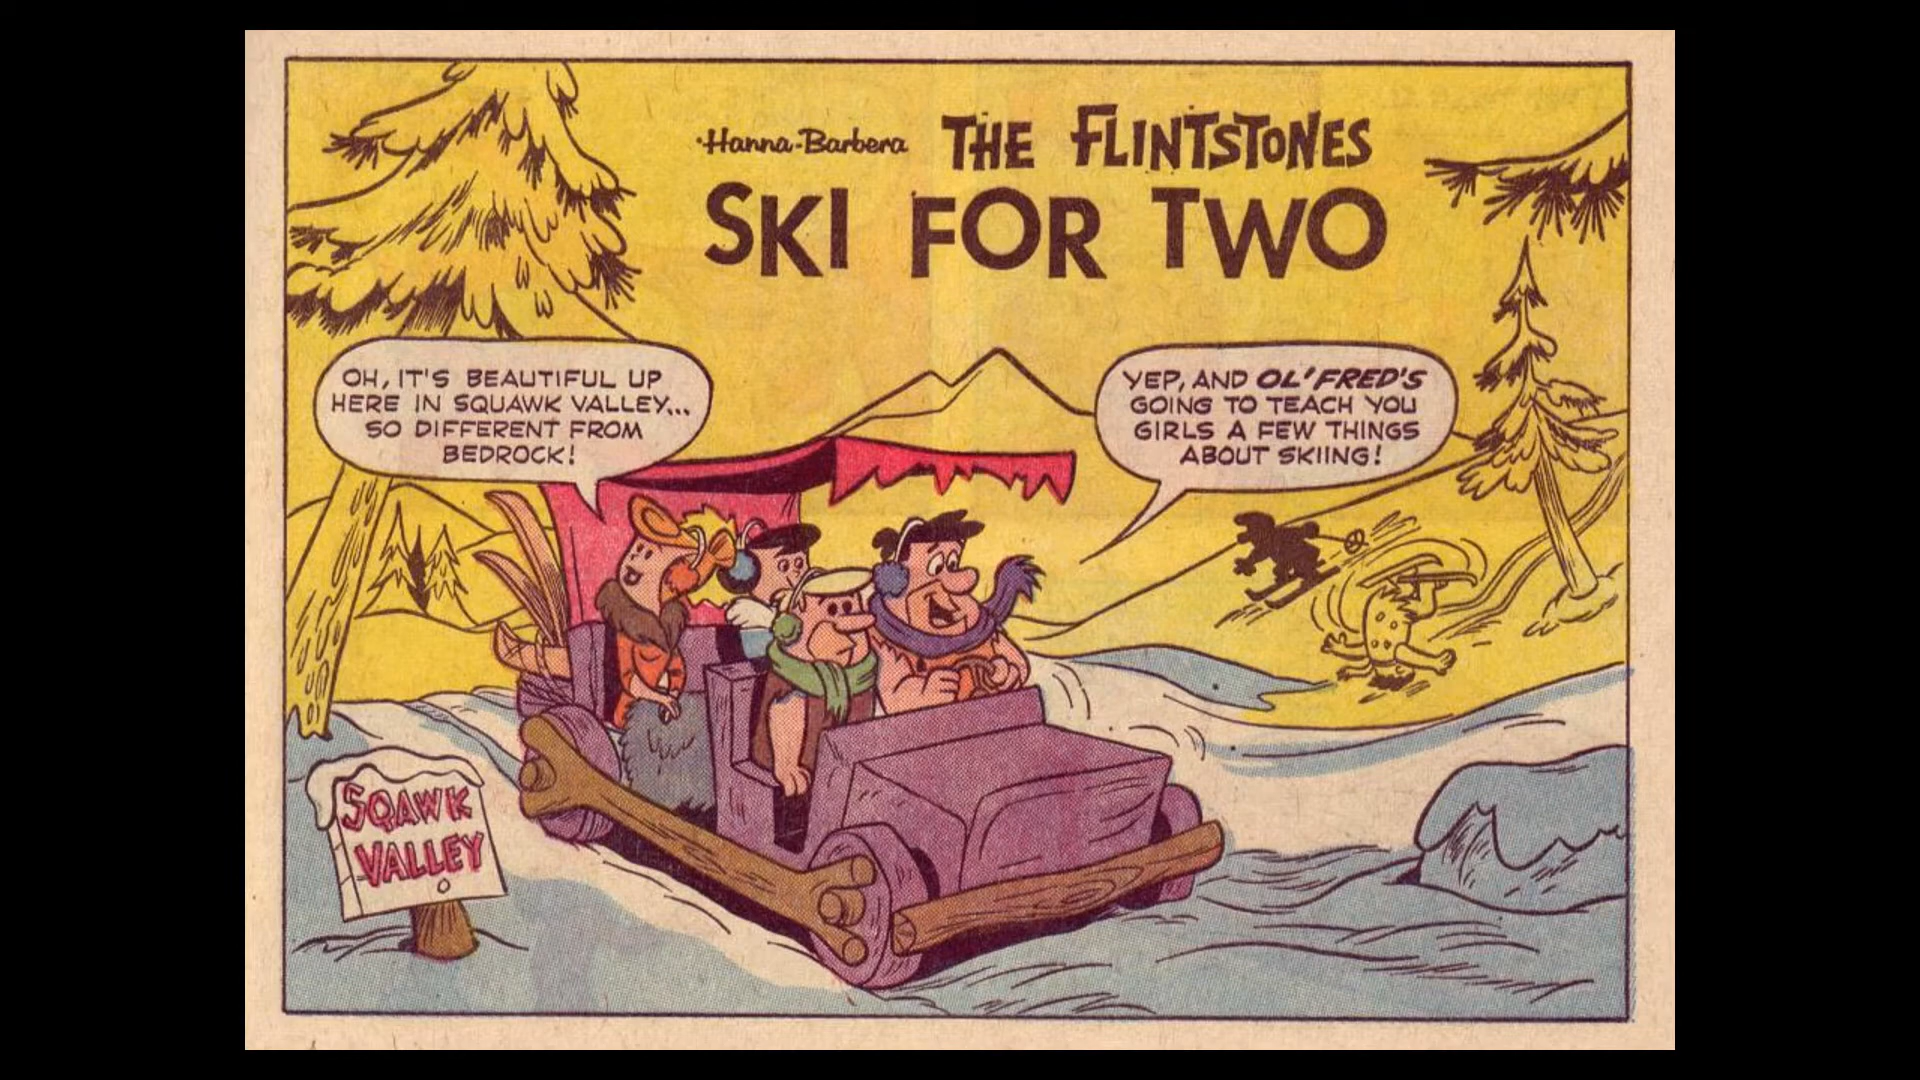 Hanna-Barbera THE FLINTSTONES
SKI FOR TWO
OH, IT'S BEAUTIFUL UP
HERE IN SQUAWK VALLEY...
SO DIFFERENT FROM
BEDROCK!
YEP, AND OL' FRED'S
GOING TO TEACH YOU
GIRLS A FEW THINGS
ABOUT SKIING!
SQAWK
VALLEY